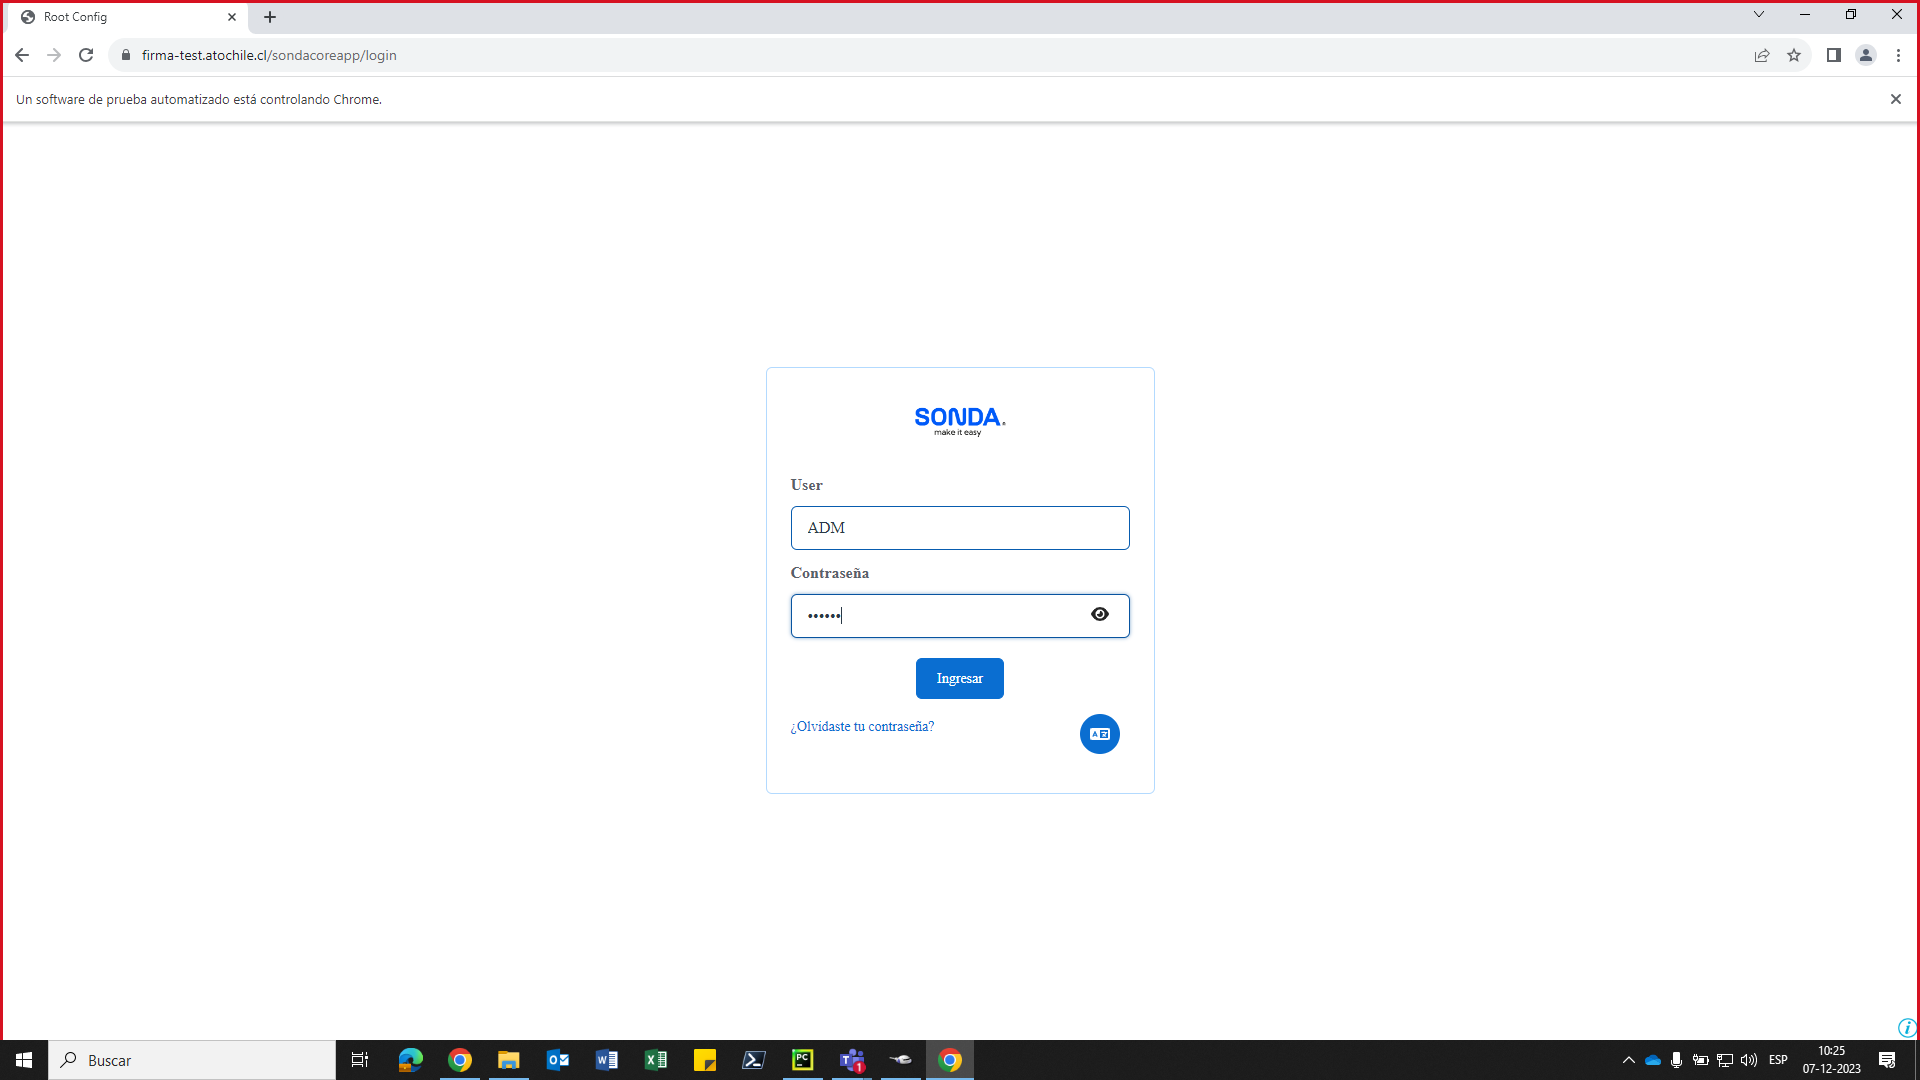 Root Config
firma-test.atochile.cl/sondacoreapp/login
Un software de prueba automatizado está controlando Chrome.
SONDA.
make it easy
User
ADM
Contraseña
••••••
Ingresar
¿Olvidaste tu contraseña?
Buscar
ESP
10:25
07-12-2023